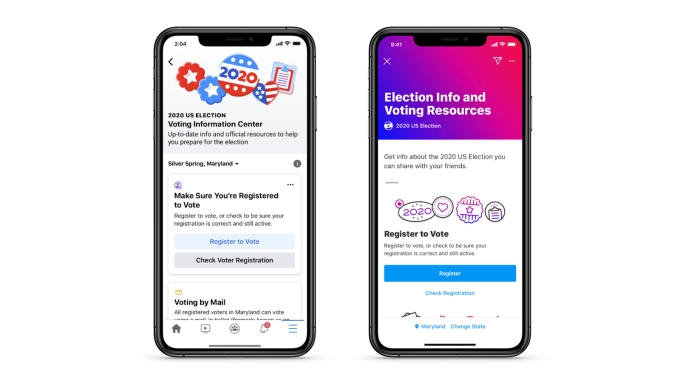 2:04
2020
2020 US ELECTION
Voting Information Center
Up-to-date info and official resources to help
you prepare for the election
Silver Spring, Maryland
Make Sure You're Registered
to Vote
Register to vote, or check to be sure your
registration is correct and still active.
Register to Vote
Check Voter Registration
Voting by Mail
All registered voters in Maryland can vote
9:41
Election Info and
Voting Resources
2020 US Election
Get info about the 2020 US Election you
can share with your friends.
2020
Register to Vote
Register to vote, or check to be sure your
registration is correct and still active.
Register
Check Registration
Maryland Change State